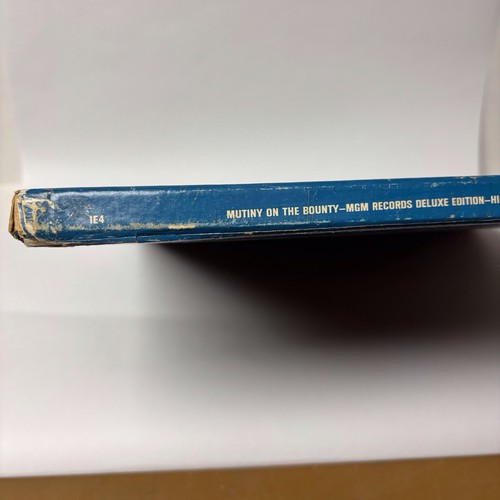 1E4 MUTINY ON THE BOUNTY—MGM RECORDS DELUXE EDITION—HI